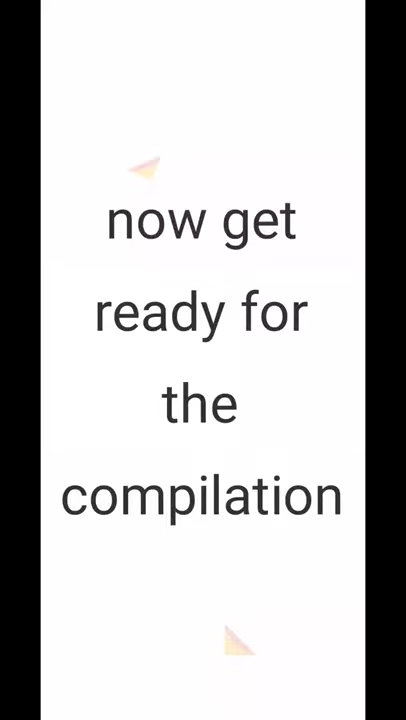 now get
ready for
the
compilation